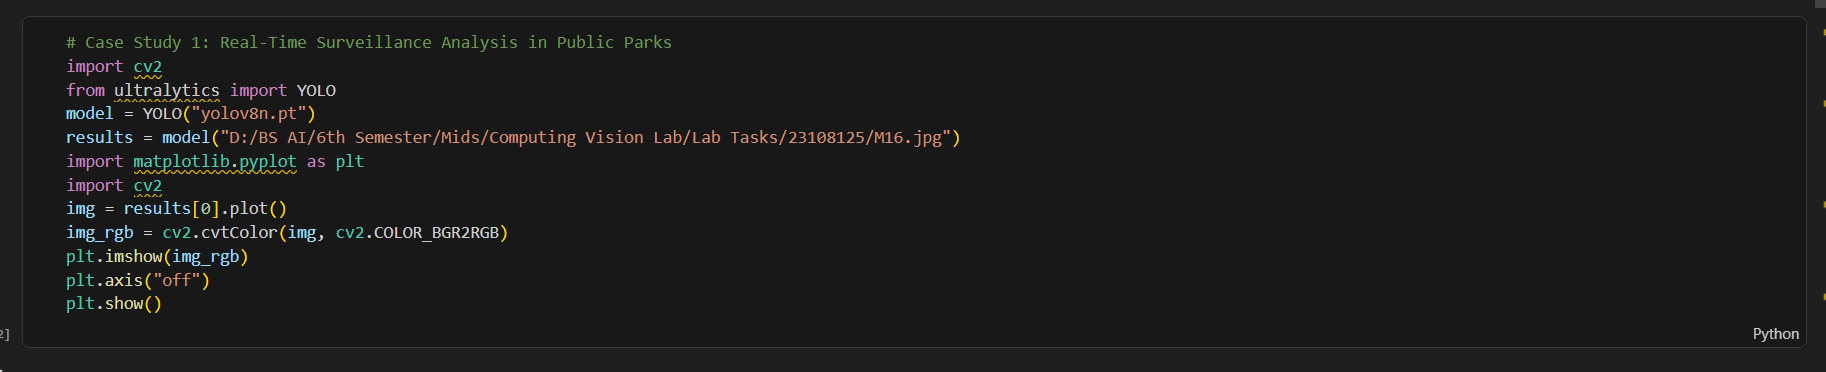 # Case Study 1: Real-Time Surveillance Analysis in Public Parks
import cv2
from ultralytics import YOLO
model = YOLO("yolov8n.pt")
results = model("D:/BS AI/6th Semester/Mids/Computing Vision Lab/Lab Tasks/23108125/M16.jpg")
import matplotlib.pyplot as plt
import cv2
img = results[0].plot()
img_rgb = cv2.cvtColor(img, cv2.COLOR_BGR2RGB)
plt.imshow(img_rgb)
plt.axis("off")
plt.show()
2]
Python